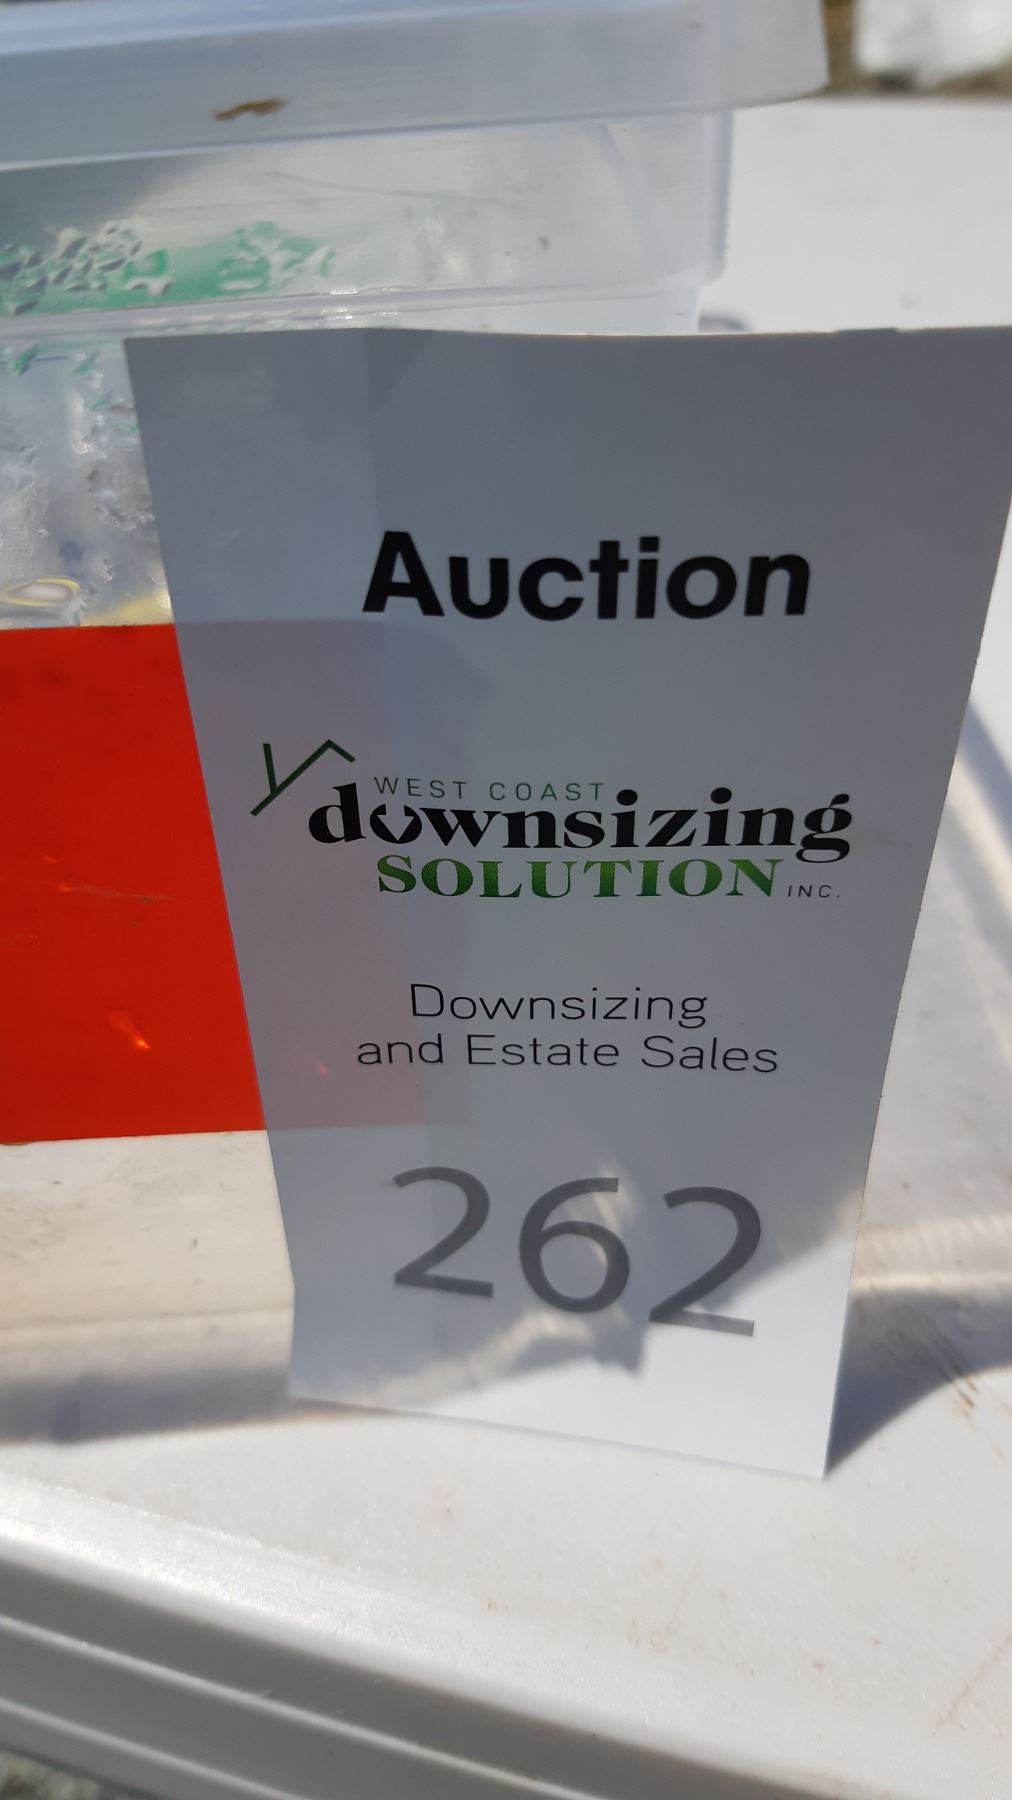 Auction
WEST COAST
downsizing
SOLUTION INC.
Downsizing
and Estate Sales
262